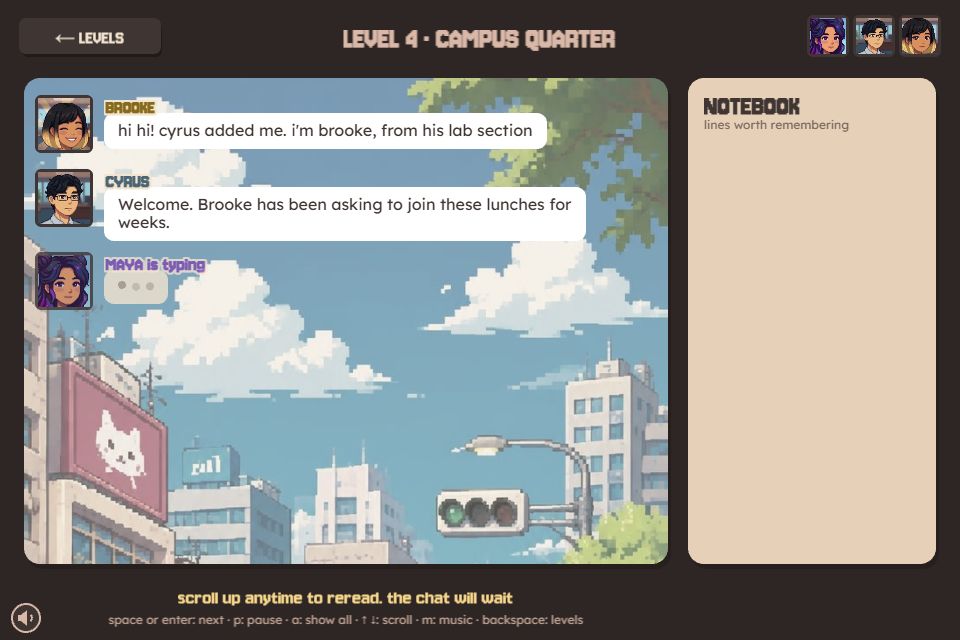 ← LEVELS
LEVEL 4 · CAMPUS QUARTER
BROOKE
hi hi! cyrus added me. i'm brooke, from his lab section
CYRUS
Welcome. Brooke has been asking to join these lunches for
weeks.
MAYA is typing
NOTEBOOK
lines worth remembering
scroll up anytime to reread. the chat will wait
space or enter: next · p: pause · a: show all · ↑ ↓: scroll · m: music · backspace: levels